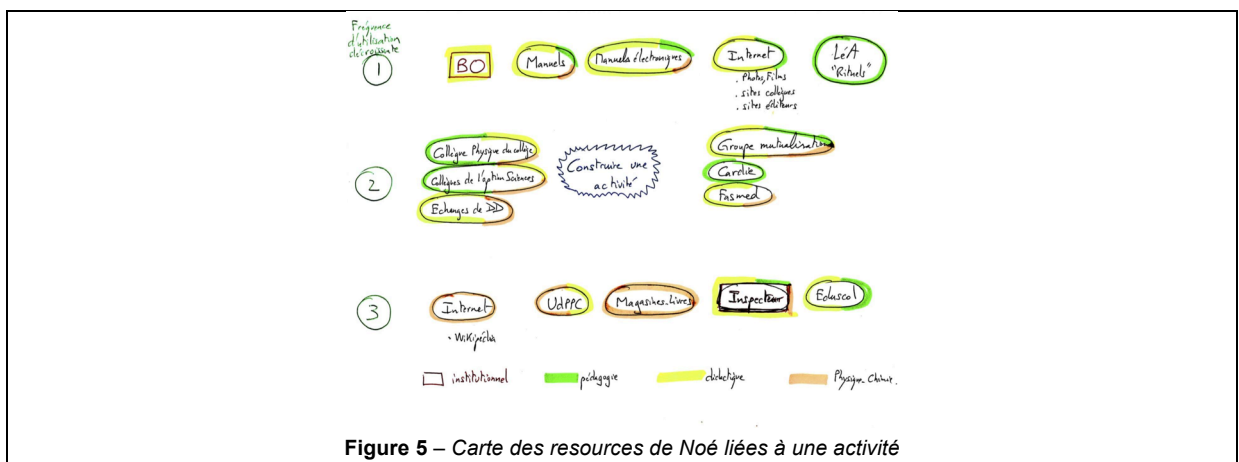 Fréquence
d'utilisation
décroissante
1
BO
Manuels
Manuels électroniques
Internet
. Photos, Films
. sites collègues
. sites éditeurs
LéA
"Rituels"
2
Collègue Physique du collège
Collègues de l'option Sciences
Echanges de DD
Construire une
activité
Groupe mutualisation
Cardie
Fasmed
3
Internet
. Wikipédia
UdPPC
Magasines-Livres
Inspecteur
Eduscol
institutionnel
pédagogie
didactique
Physique-Chimie.
Figure 5 – Carte des resources de Noé liées à une activité